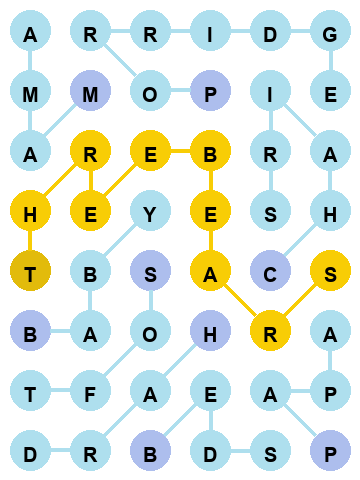 A R R I D G
M M O P I E
A R E B R A
H E Y E S H
T B S A C S
B A O H R A
T F A E A P
D R B D S P